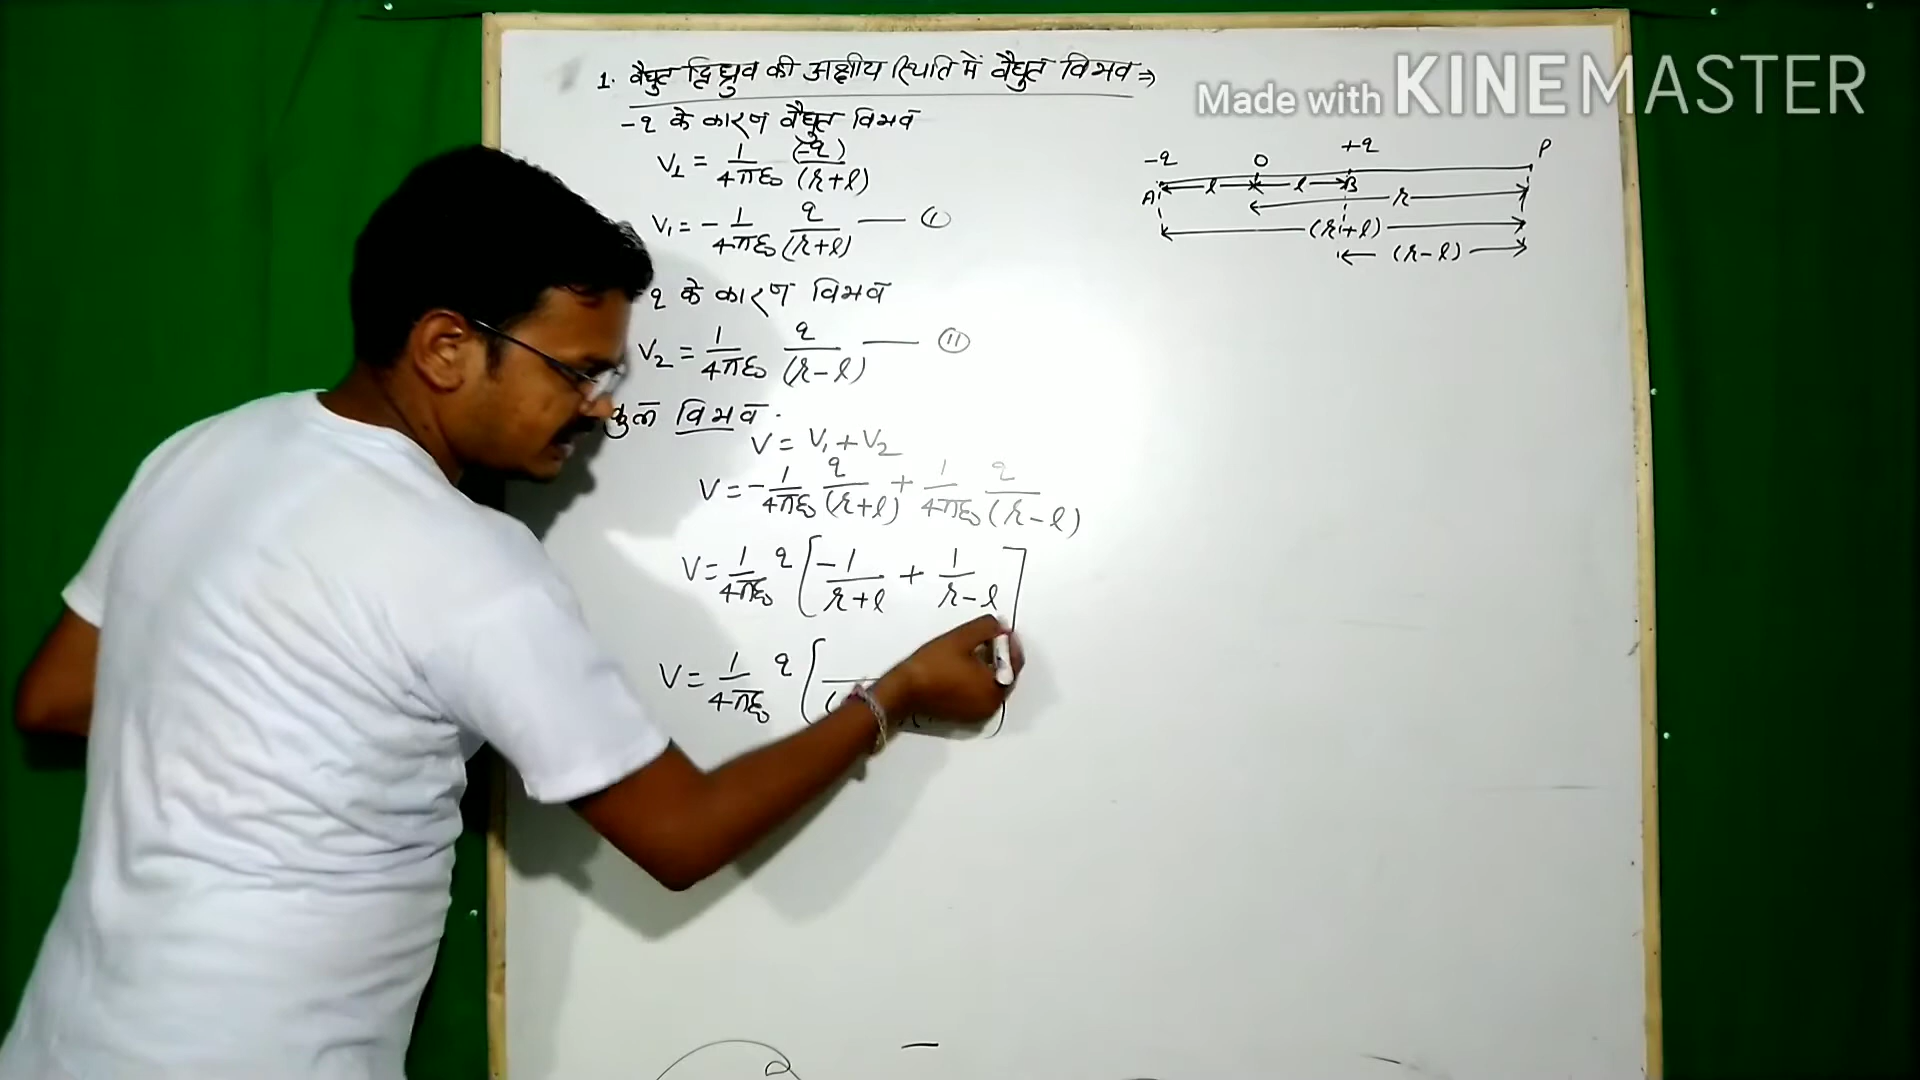 1. वैद्युत द्विध्रुव की अक्षीय स्थिति में वैद्युत विभव ⇒
-q के कारण वैद्युत विभव
V₁ = 1/4πε₀ (-q)/(r+l)
V₁ = - 1/4πε₀ q/(r+l) —— (I)
q के कारण विभव
V₂ = 1/4πε₀ q/(r-l) —— (II)
कुल विभव
V = V₁ + V₂
V = - 1/4πε₀ q/(r+l) + 1/4πε₀ q/(r-l)
V = 1/4πε₀ q [ -1/r+l + 1/r-l ]
V = 1/4πε₀ q [
Made with KINEMASTER
-q O +q P
A l l B
r
(r+l)
(r-l)